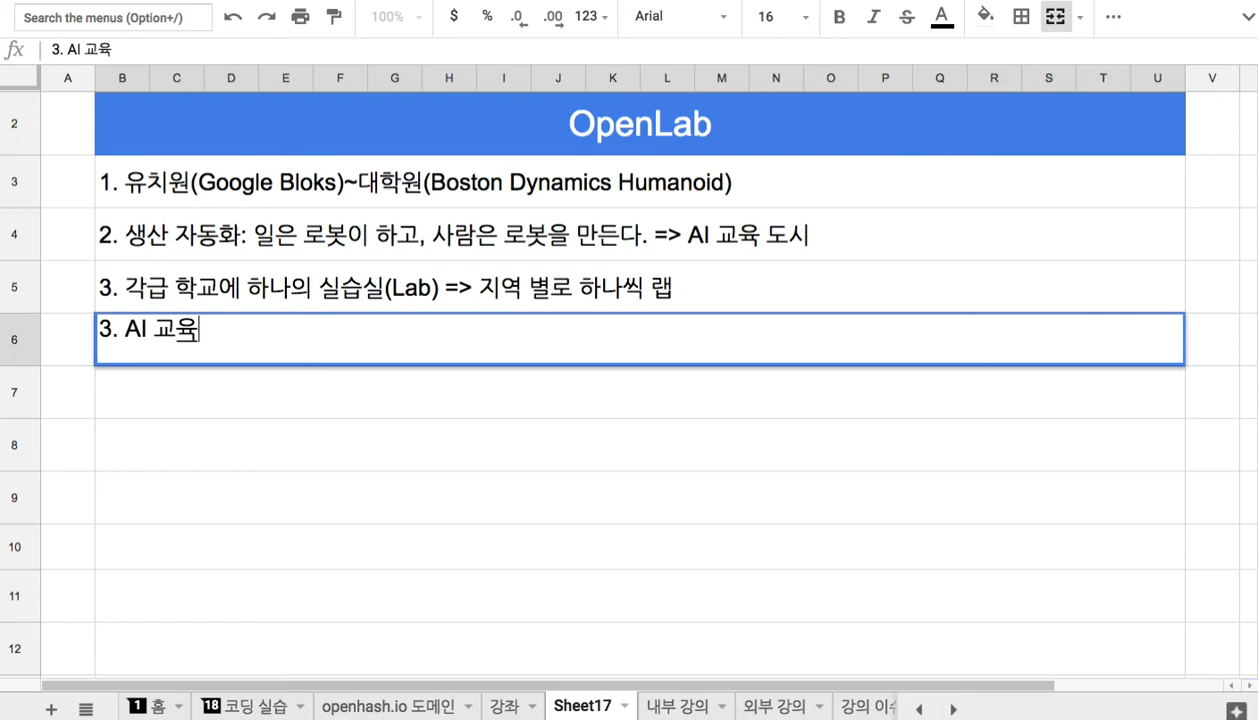 Search the menus (Option+/) 100% $ % .0 .00 123 Arial 16 B I S A
fx 3. AI 교육
A B C D E F G H I J K L M N O P Q R S T U V
2 OpenLab
3 1. 유치원(Google Bloks)~대학원(Boston Dynamics Humanoid)
4 2. 생산 자동화: 일은 로봇이 하고, 사람은 로봇을 만든다. => AI 교육 도시
5 3. 각급 학교에 하나의 실습실(Lab) => 지역 별로 하나씩 랩
6 3. AI 교육
7
8
9
10
11
12
1 홈 18 코딩 실습 openhash.io 도메인 강좌 Sheet17 내부 강의 외부 강의 강의 이수